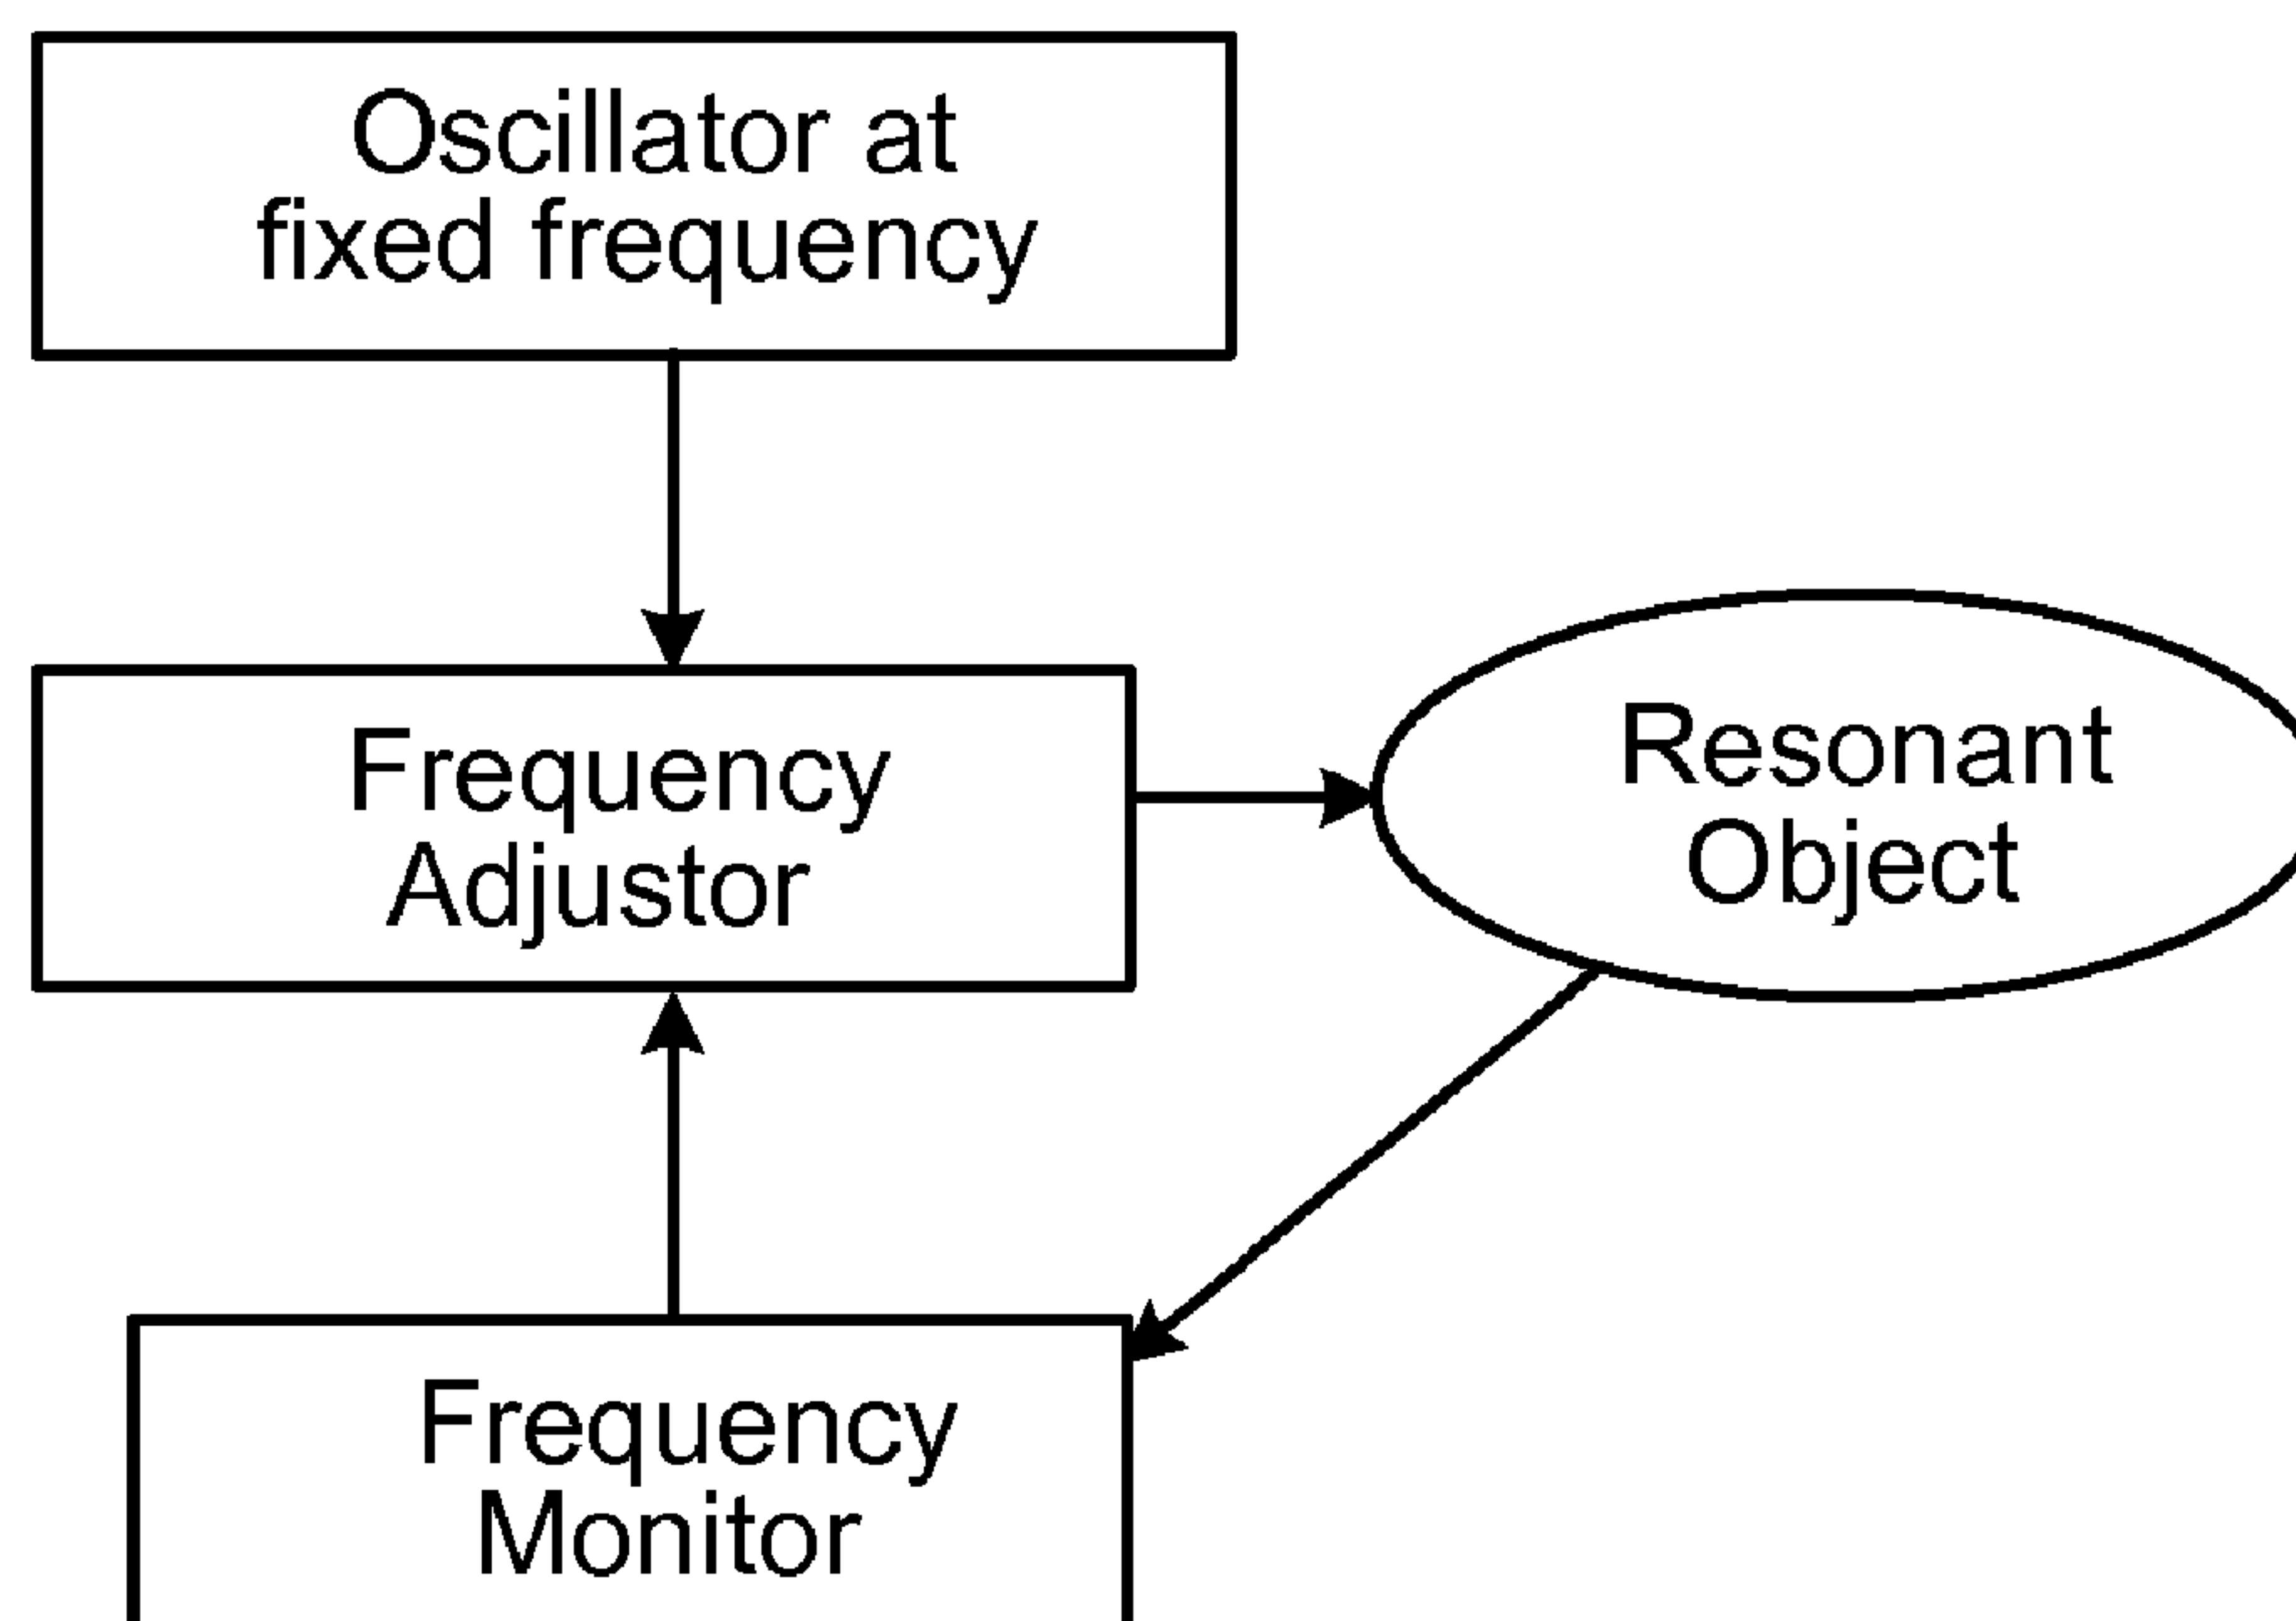 Oscillator at
fixed frequency
Frequency
Adjustor
Resonant
Object
Frequency
Monitor